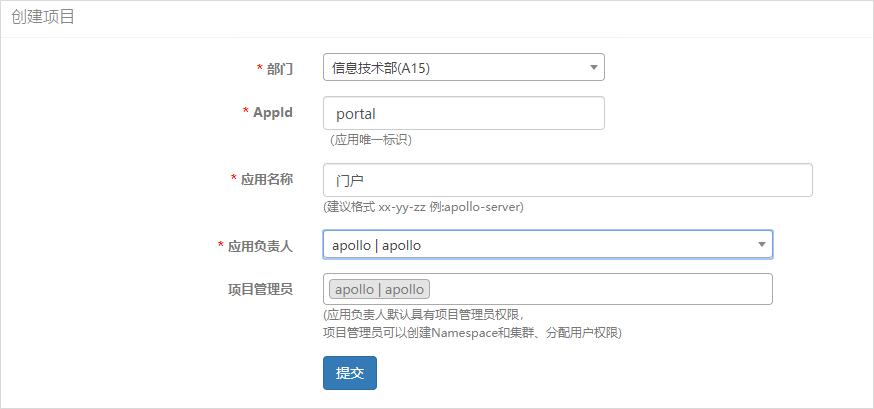 创建项目
* 部门 信息技术部(A15)
* AppId portal
(应用唯一标识)
* 应用名称 门户
(建议格式 xx-yy-zz 例:apollo-server)
* 应用负责人 apollo | apollo
项目管理员 apollo | apollo
(应用负责人默认具有项目管理员权限，
项目管理员可以创建Namespace和集群、分配用户权限)
提交